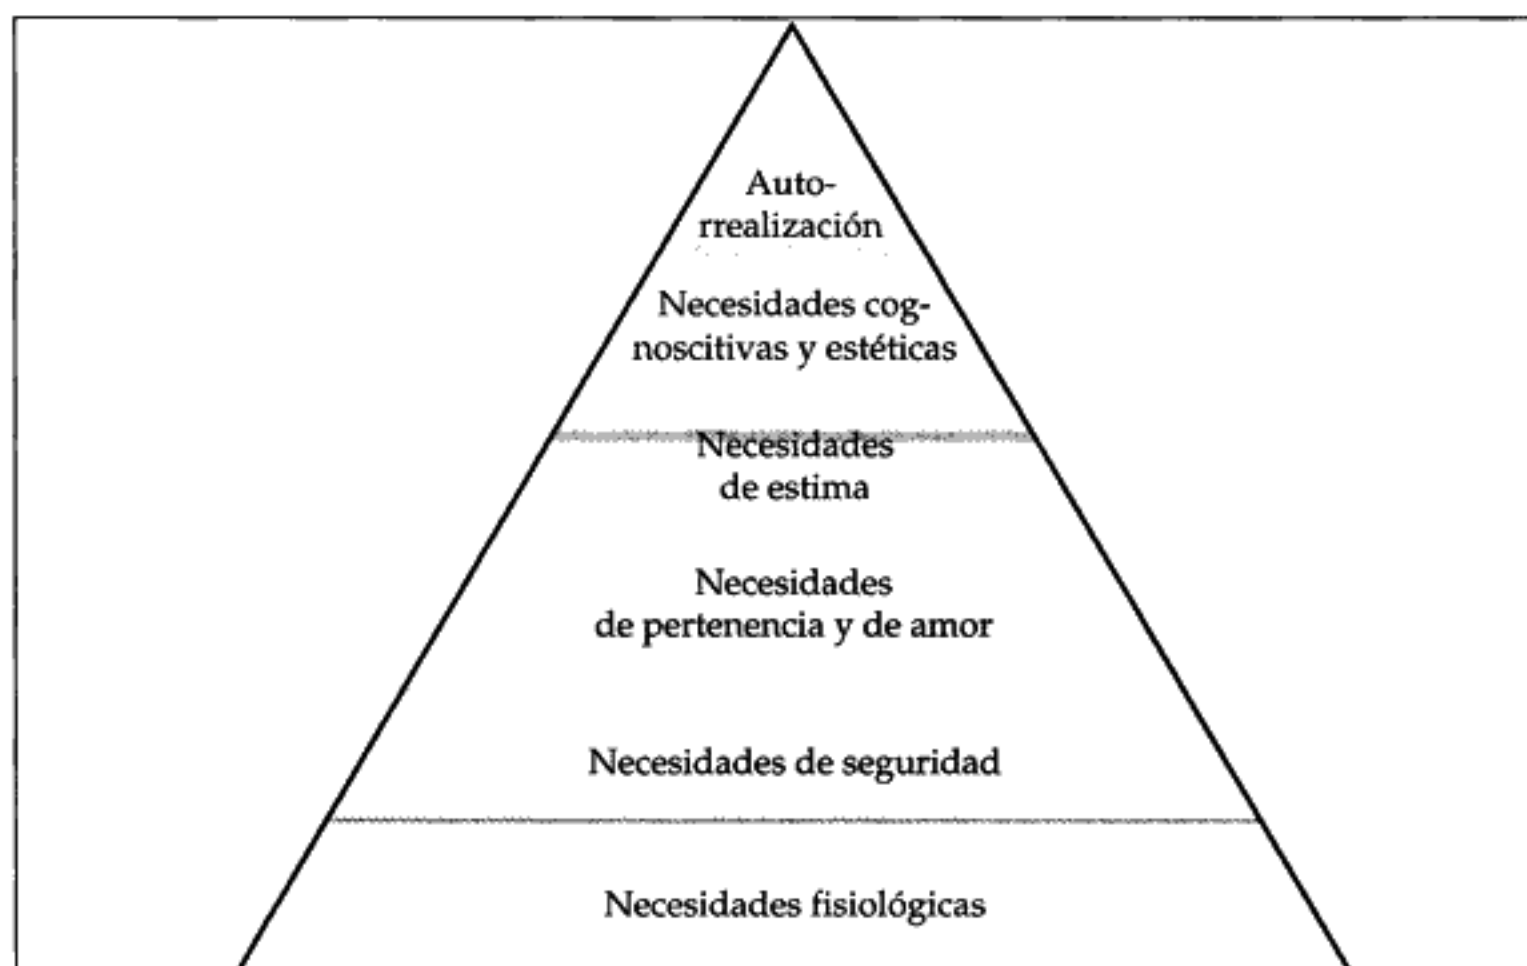 Auto-
rrealización
Necesidades cog-
noscitivas y estéticas
Necesidades
de estima
Necesidades
de pertenencia y de amor
Necesidades de seguridad
Necesidades fisiológicas